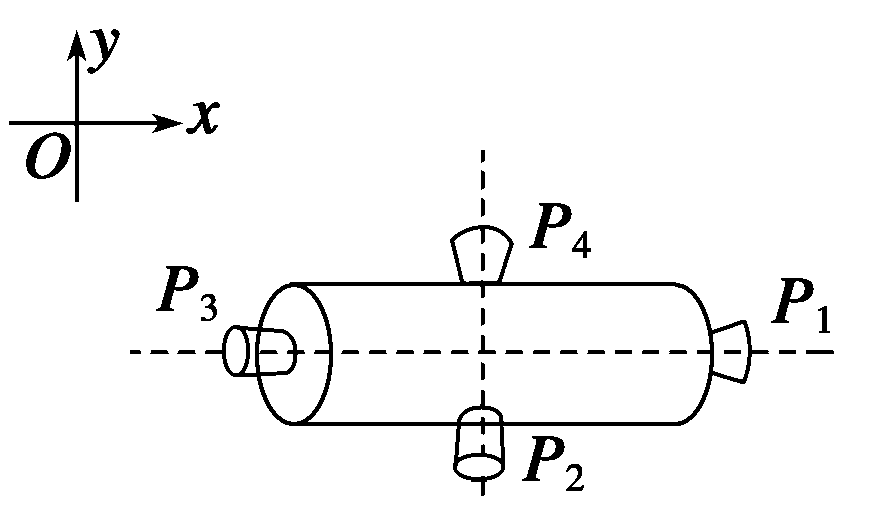 y
x
O
P₄
P₃
P₁
P₂